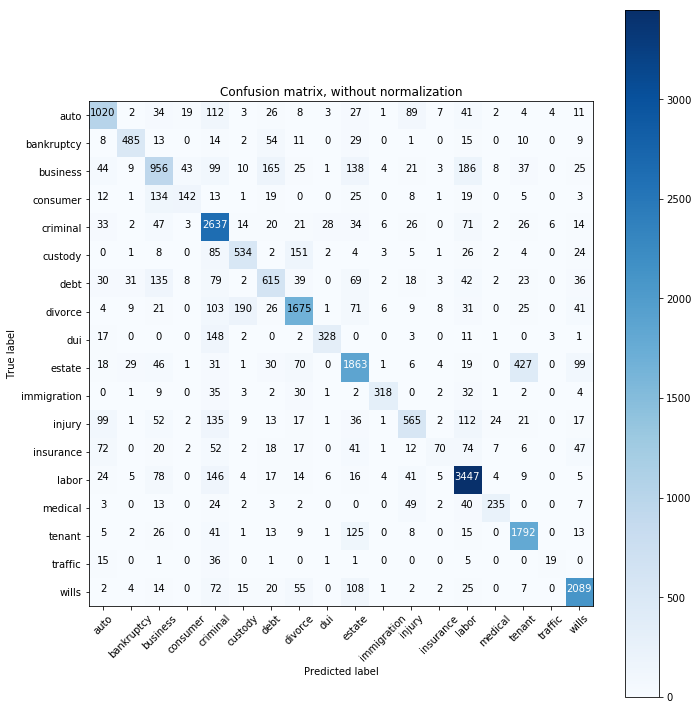 Confusion matrix, without normalization
auto 1020 2 34 19 112 3 26 8 3 27 1 89 7 41 2 4 4 11
bankruptcy 8 485 13 0 14 2 54 11 0 29 0 1 0 15 0 10 0 9
business 44 9 956 43 99 10 165 25 1 138 4 21 3 186 8 37 0 25
consumer 12 1 134 142 13 1 19 0 0 25 0 8 1 19 0 5 0 3
criminal 33 2 47 3 2637 14 20 21 28 34 6 26 0 71 2 26 6 14
custody 0 1 8 0 85 534 2 151 2 4 3 5 1 26 2 4 0 24
debt 30 31 135 8 79 2 615 39 0 69 2 18 3 42 2 23 0 36
divorce 4 9 21 0 103 190 26 1675 1 71 6 9 8 31 0 25 0 41
dui 17 0 0 0 148 2 0 2 328 0 0 3 0 11 1 0 3 1
estate 18 29 46 1 31 1 30 70 0 1863 1 6 4 19 0 427 0 99
immigration 0 1 9 0 35 3 2 30 1 2 318 0 2 32 1 2 0 4
injury 99 1 52 2 135 9 13 17 1 36 1 565 2 112 24 21 0 17
insurance 72 0 20 2 52 2 18 17 0 41 1 12 70 74 7 6 0 47
labor 24 5 78 0 146 4 17 14 6 16 4 41 5 3447 4 9 0 5
medical 3 0 13 0 24 2 3 2 0 0 0 49 2 40 235 0 0 7
tenant 5 2 26 0 41 1 13 9 1 125 0 8 0 15 0 1792 0 13
traffic 15 0 1 0 36 0 1 0 1 1 0 0 0 5 0 0 19 0
wills 2 4 14 0 72 15 20 55 0 108 1 2 2 25 0 7 0 2089
auto bankruptcy business consumer criminal custody debt divorce dui estate immigration injury insurance labor medical tenant traffic wills
Predicted label
True label
3000
2500
2000
1500
1000
500
0